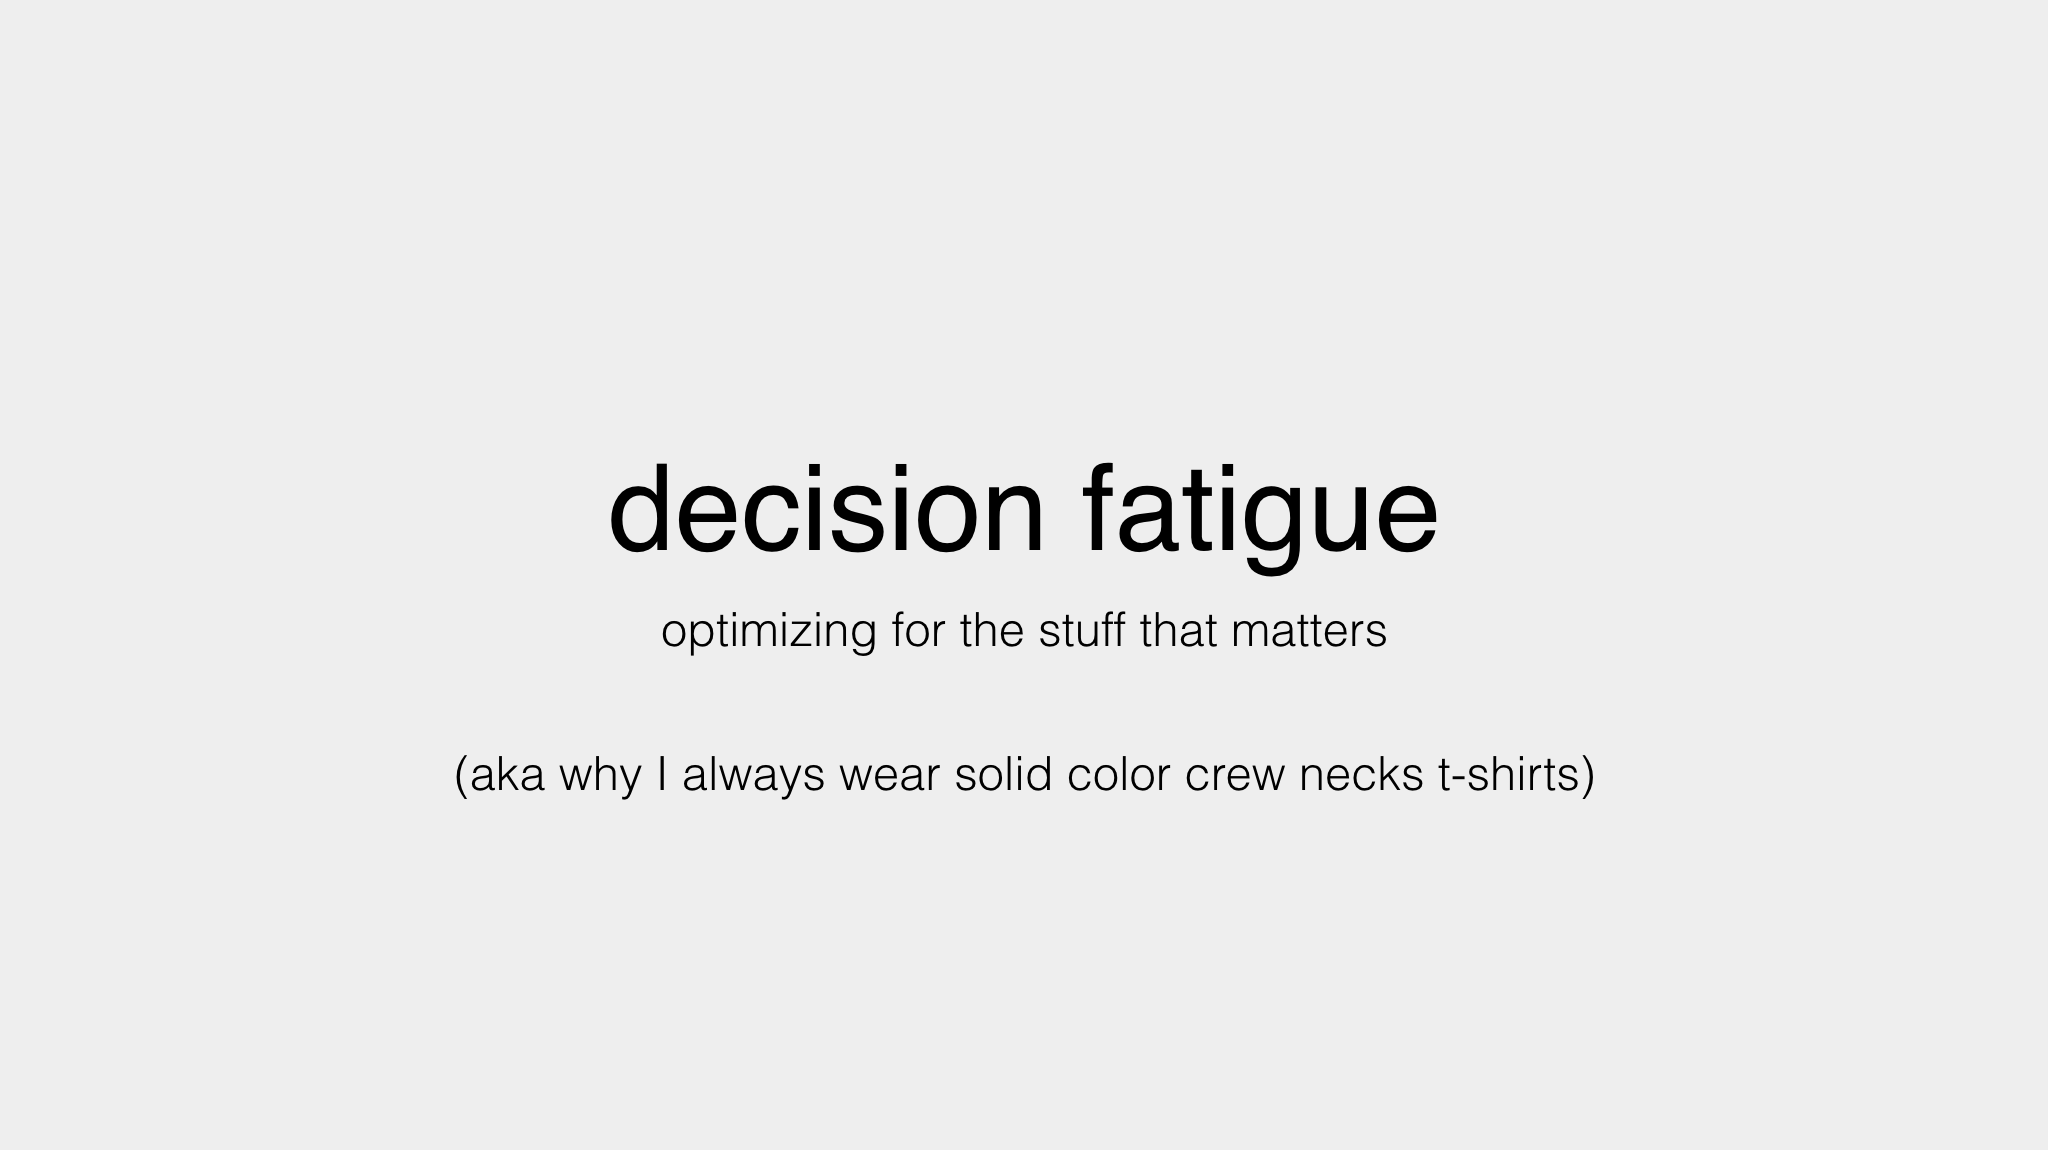 decision fatigue
optimizing for the stuff that matters
(aka why I always wear solid color crew necks t-shirts)